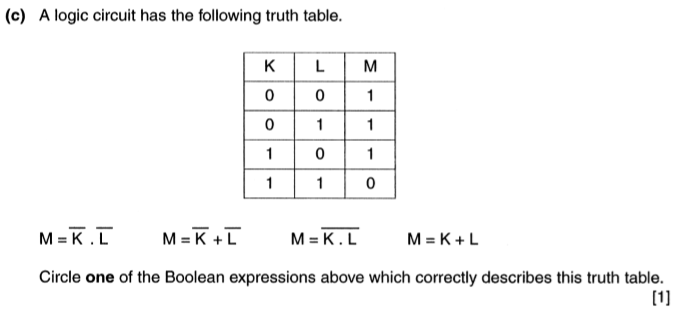 (c) A logic circuit has the following truth table.
K L M
0 0 1
0 1 1
1 0 1
1 1 0
M = K̅ . L̅ M = K̅ + L̅ M = K̅ ̅.̅ ̅L̅ M = K + L
Circle one of the Boolean expressions above which correctly describes this truth table.
[1]